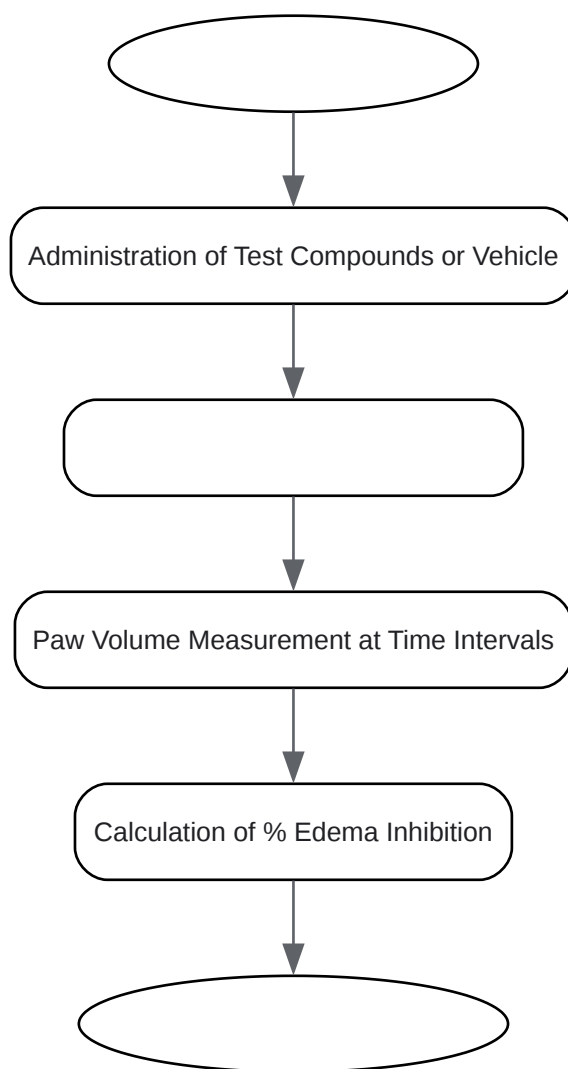 Administration of Test Compounds or Vehicle
Paw Volume Measurement at Time Intervals
Calculation of % Edema Inhibition